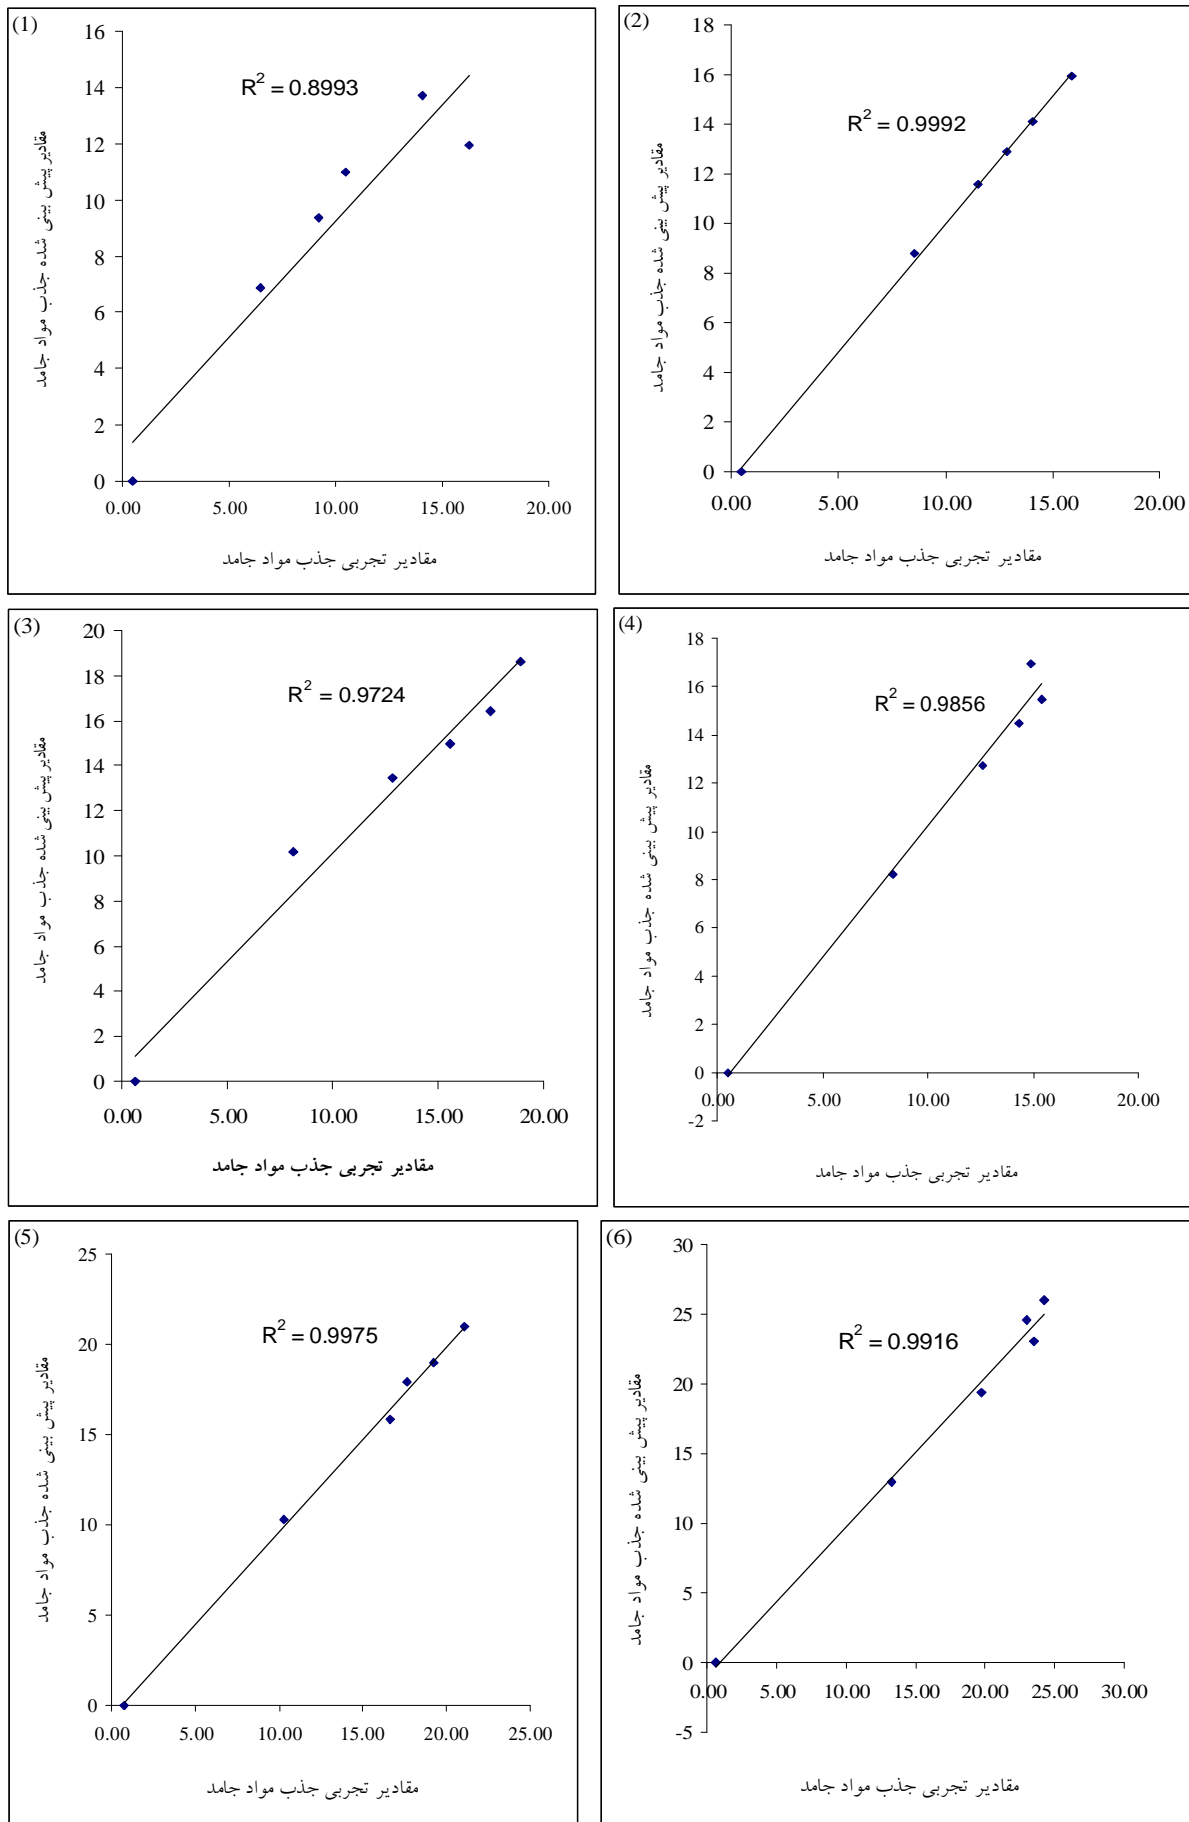 (1)
R² = 0.8993
16
14
12
10
8
6
4
2
0
0.00 5.00 10.00 15.00 20.00
مقادیر پیش بینی شده جذب مواد جامد
مقادیر تجربی جذب مواد جامد
(2)
R² = 0.9992
18
16
14
12
10
8
6
4
2
0
0.00 5.00 10.00 15.00 20.00
مقادیر پیش بینی شده جذب مواد جامد
مقادیر تجربی جذب مواد جامد
(3)
R² = 0.9724
20
18
16
14
12
10
8
6
4
2
0
0.00 5.00 10.00 15.00 20.00
مقادیر پیش بینی شده جذب مواد جامد
مقادیر تجربی جذب مواد جامد
(4)
R² = 0.9856
18
16
14
12
10
8
6
4
2
0
-2
0.00 5.00 10.00 15.00 20.00
مقادیر پیش بینی شده جذب مواد جامد
مقادیر تجربی جذب مواد جامد
(5)
R² = 0.9975
25
20
15
10
5
0
0.00 5.00 10.00 15.00 20.00 25.00
مقادیر پیش بینی شده جذب مواد جامد
مقادیر تجربی جذب مواد جامد
(6)
R² = 0.9916
30
25
20
15
10
5
0
-5
0.00 5.00 10.00 15.00 20.00 25.00 30.00
مقادیر پیش بینی شده جذب مواد جامد
مقادیر تجربی جذب مواد جامد